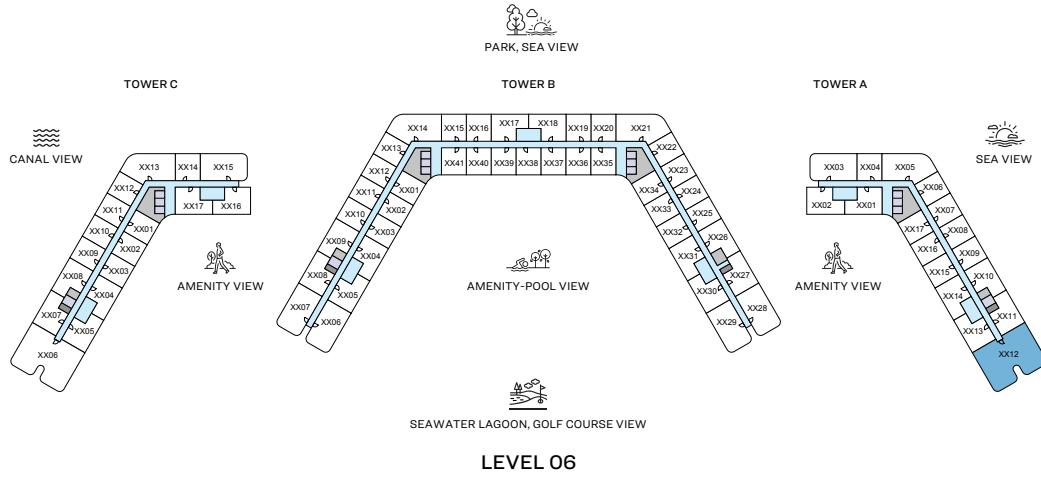 PARK, SEA VIEW
TOWER C
TOWER B
TOWER A
CANAL VIEW
SEA VIEW
XX13
XX14
XX15
XX12
XX17
XX16
XX11
XX01
XX10
XX02
XX09
XX03
XX08
XX04
XX07
XX05
XX06
XX14
XX15
XX16
XX17
XX18
XX19
XX20
XX21
XX13
XX41
XX40
XX39
XX38
XX37
XX36
XX35
XX22
XX12
XX01
XX34
XX23
XX11
XX02
XX33
XX24
XX10
XX03
XX32
XX25
XX09
XX04
XX31
XX26
XX08
XX05
XX30
XX27
XX07
XX06
XX29
XX28
XX03
XX04
XX05
XX02
XX01
XX06
XX17
XX07
XX16
XX08
XX15
XX09
XX14
XX10
XX13
XX11
XX12
AMENITY VIEW
AMENITY-POOL VIEW
AMENITY VIEW
SEAWATER LAGOON, GOLF COURSE VIEW
LEVEL 06